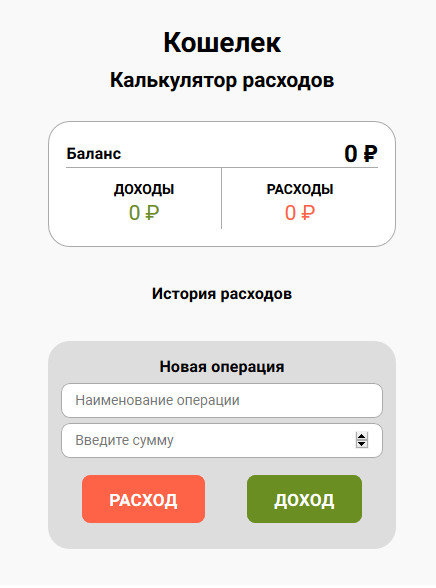 Кошелек
Калькулятор расходов
Баланс 0 ₽
ДОХОДЫ РАСХОДЫ
0 ₽ 0 ₽
История расходов
Новая операция
Наименование операции
Введите сумму
РАСХОД ДОХОД